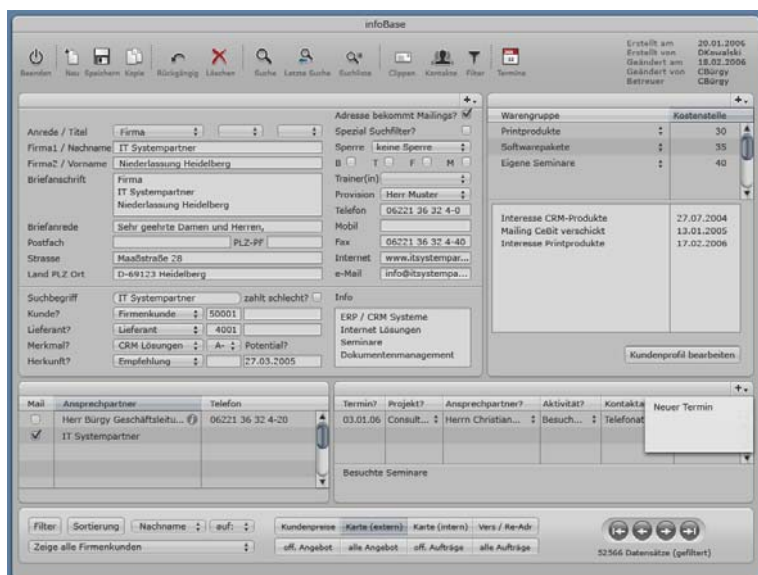 infoBase
Beenden Neu Speichern Kopie Rückgängig Löschen Suche Letzte Suche Suchliste Clippen. Kontakte. Filter Termine
Erstellt am 20.01.2006
Erstellt von DKowalski
Geändert am 18.02.2006
Geändert von CBürgy
Betreuer CBürgy
Anrede / Titel Firma
Firma1 / Nachname IT Systempartner
Firma2 / Vorname Niederlassung Heidelberg
Briefanschrift Firma
IT Systempartner
Niederlassung Heidelberg
Briefanrede Sehr geehrte Damen und Herren,
Postfach PLZ-PF
Strasse Maaßstraße 28
Land PLZ Ort D-69123 Heidelberg
Adresse bekommt Mailings?
Spezial Suchfilter?
Sperre keine Sperre
B T F M
Trainer(in)
Provision Herr Muster
Telefon 06221 36 32 4-0
Mobil
Fax 06221 36 32 4-40
Internet www.itsystempar...
e-Mail info@itsystempa...
Suchbegriff IT Systempartner zahlt schlecht?
Kunde? Firmenkunde 50001
Lieferant? Lieferant 4001
Merkmal? CRM Lösungen A- Potential?
Herkunft? Empfehlung 27.03.2005
Info
ERP / CRM Systeme
Internet Lösungen
Seminare
Dokumentenmanagement
Warengruppe Kostenstelle
Printprodukte 30
Softwarepakete 35
Eigene Seminare 40
Interesse CRM-Produkte 27.07.2004
Mailing CeBit verschickt 13.01.2005
Interesse Printprodukte 17.02.2006
Kundenprofil bearbeiten
Mail Ansprechpartner Telefon
Herr Bürgy Geschäftsleitu... 06221 36 32 4-20
IT Systempartner
Termin? Projekt? Ansprechpartner? Aktivität? Kontakta
03.01.06 Consult... Herrn Christian... Besuch... Telefonat
Neuer Termin
Besuchte Seminare
Filter Sortierung Nachname auf:
Zeige alle Firmenkunden
Kundenpreise Karte (extern) Karte (intern) Vers / Re-Adr
off. Angebot alle Angebot off. Aufträge alle Aufträge
52566 Datensätze (gefiltert)